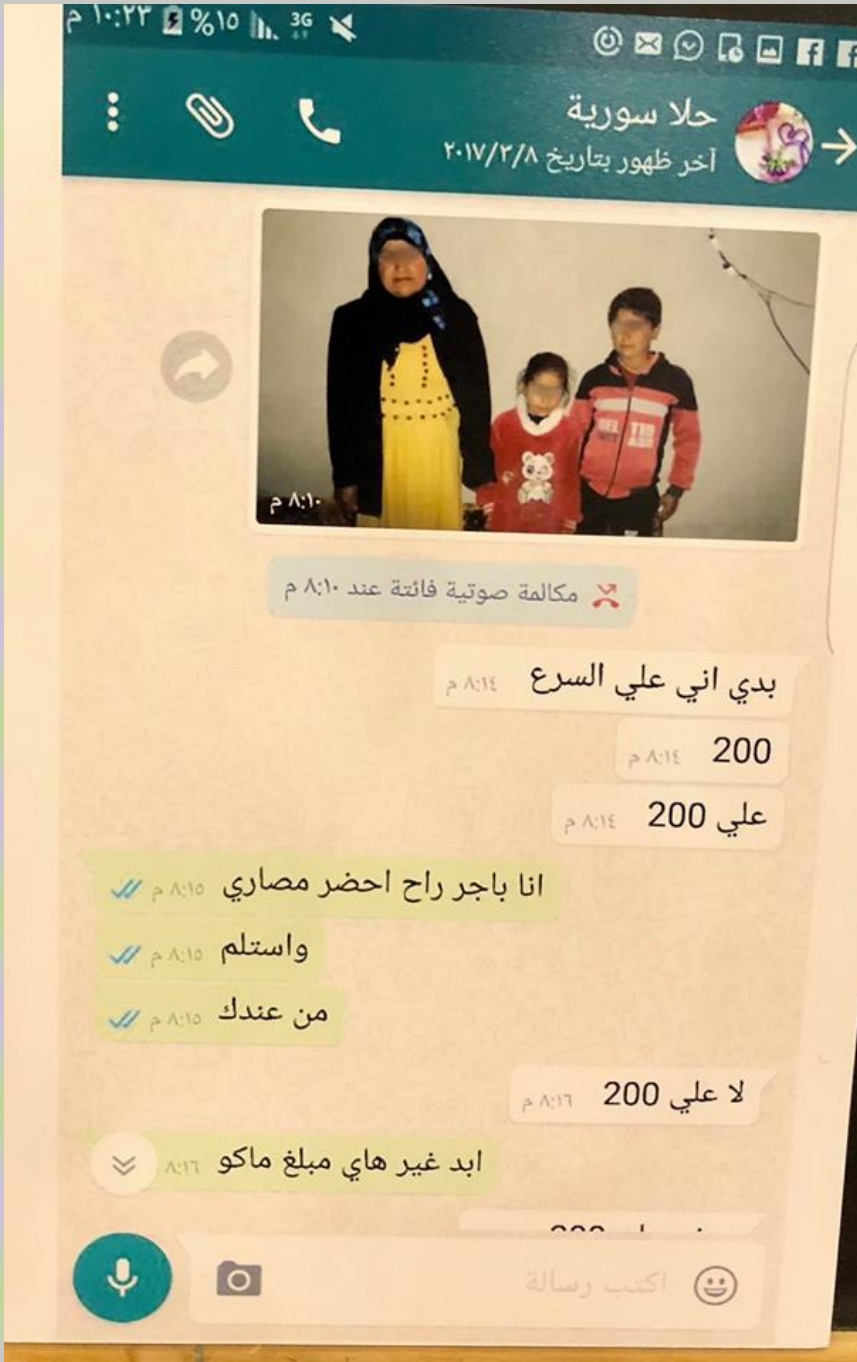 ١٠:٢٣ م %١٥ 3G
حلا سورية
آخر ظهور بتاريخ ٢٠١٧/٣/٨
٨:١٠ م
مكالمة صوتية فائتة عند ٨:١٠ م
بدي اني علي السرع ٨:١٤ م
200 ٨:١٤ م
علي 200 ٨:١٤ م
انا باجر راح احضر مصاري ٨:١٥ م
واستلم ٨:١٥ م
من عندك ٨:١٥ م
لا علي 200 ٨:١٦ م
ابد غير هاي مبلغ ماكو ٨:١٦
اكتب رسالة